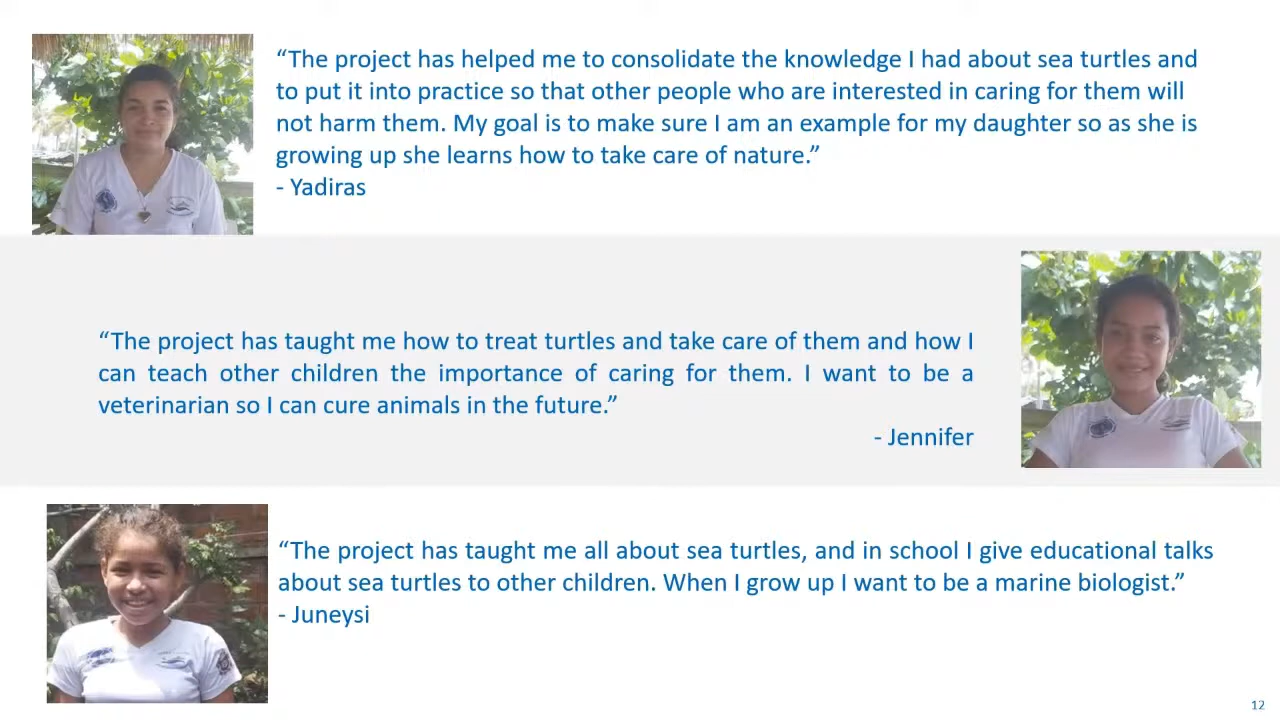 “The project has helped me to consolidate the knowledge I had about sea turtles and
to put it into practice so that other people who are interested in caring for them will
not harm them. My goal is to make sure I am an example for my daughter so as she is
growing up she learns how to take care of nature.”
- Yadiras
“The project has taught me how to treat turtles and take care of them and how I
can teach other children the importance of caring for them. I want to be a
veterinarian so I can cure animals in the future.”
- Jennifer
“The project has taught me all about sea turtles, and in school I give educational talks
about sea turtles to other children. When I grow up I want to be a marine biologist.”
- Juneysi
12